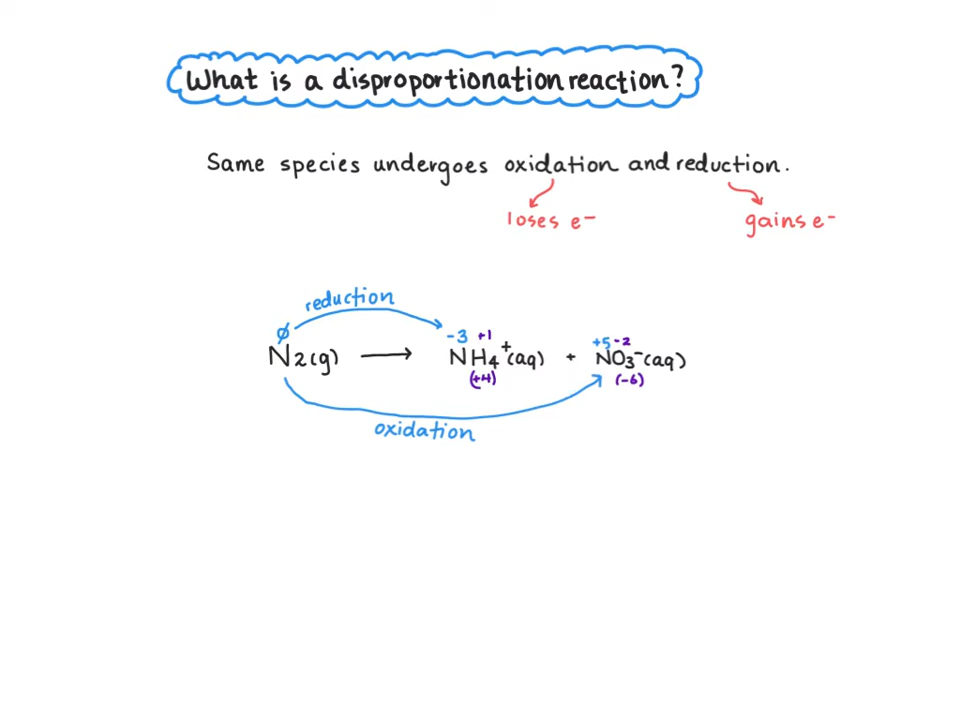 What is a disproportionation reaction?
Same species undergoes oxidation and reduction.
loses e⁻ gains e⁻
reduction
0 -3 +1 +5 -2
N₂(g) → NH₄⁺(aq) + NO₃⁻(aq)
(+4) (-6)
oxidation